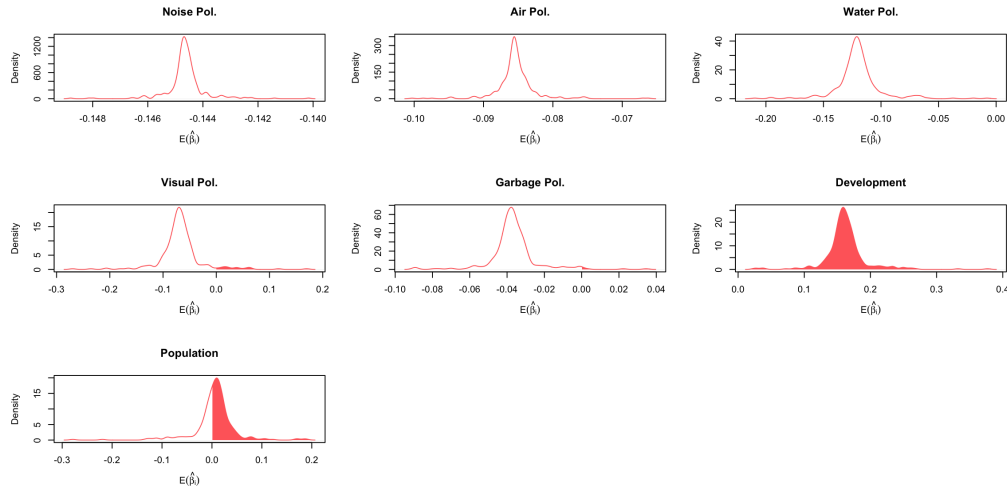 Noise Pol.
Density
0 600 1200
-0.148 -0.146 -0.144 -0.142 -0.140
E(β̂ᵢ)
Air Pol.
Density
0 150 300
-0.10 -0.09 -0.08 -0.07
E(β̂ᵢ)
Water Pol.
Density
0 20 40
-0.20 -0.15 -0.10 -0.05 0.00
E(β̂ᵢ)
Visual Pol.
Density
0 5 15
-0.3 -0.2 -0.1 0.0 0.1 0.2
E(β̂ᵢ)
Garbage Pol.
Density
0 20 40 60
-0.10 -0.08 -0.06 -0.04 -0.02 0.00 0.02 0.04
E(β̂ᵢ)
Development
Density
0 10 20
0.0 0.1 0.2 0.3 0.4
E(β̂ᵢ)
Population
Density
0 5 15
-0.3 -0.2 -0.1 0.0 0.1 0.2
E(β̂ᵢ)